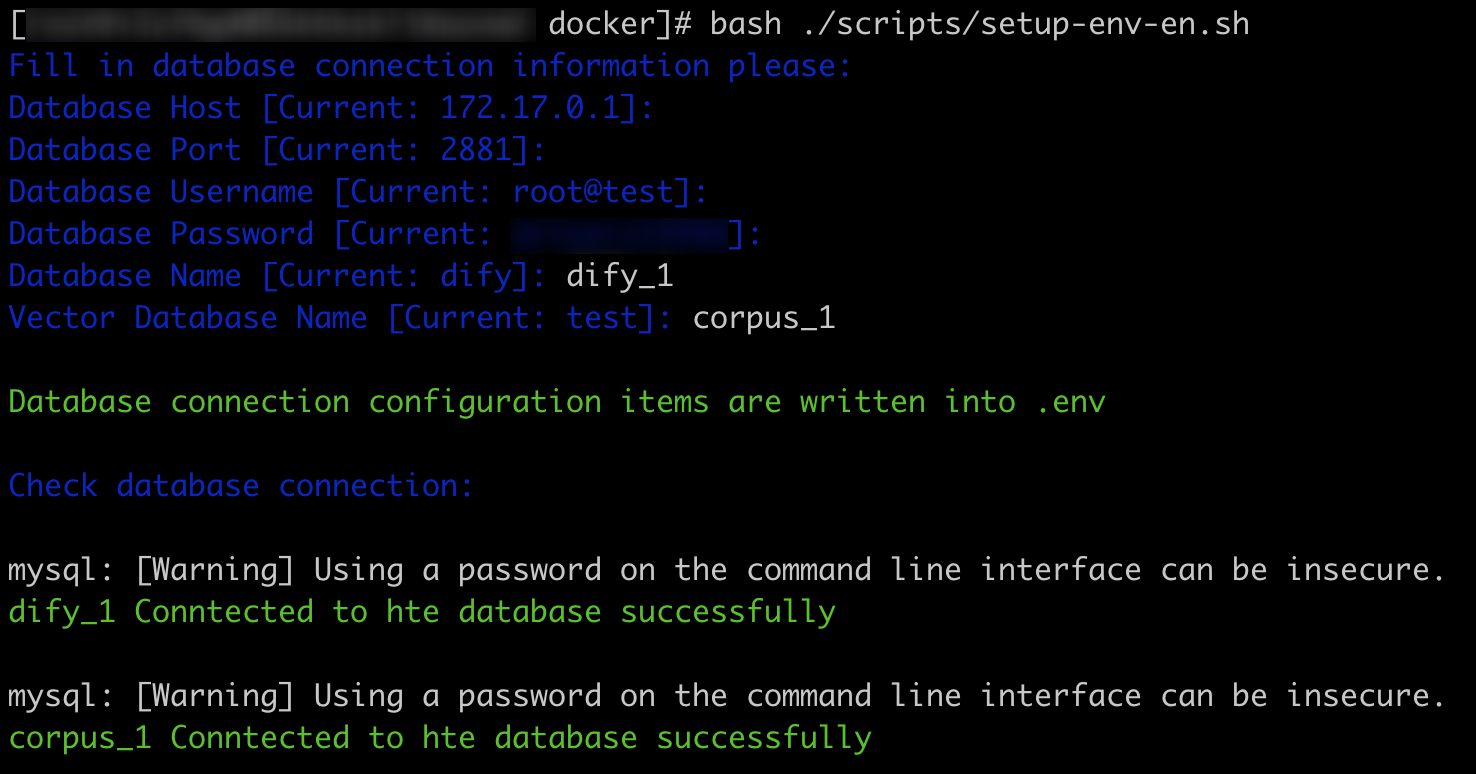 [ docker]# bash ./scripts/setup-env-en.sh
Fill in database connection information please:
Database Host [Current: 172.17.0.1]:
Database Port [Current: 2881]:
Database Username [Current: root@test]:
Database Password [Current: ]:
Database Name [Current: dify]: dify_1
Vector Database Name [Current: test]: corpus_1
Database connection configuration items are written into .env
Check database connection:
mysql: [Warning] Using a password on the command line interface can be insecure.
dify_1 Conntected to hte database successfully
mysql: [Warning] Using a password on the command line interface can be insecure.
corpus_1 Conntected to hte database successfully